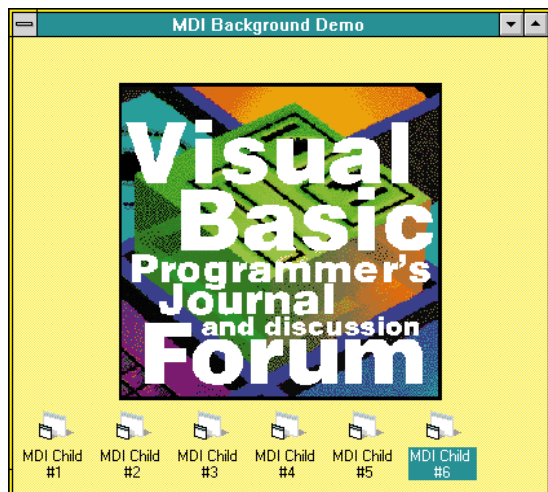 MDI Background Demo
Visual
Basic
Programmer's
Journal
and discussion
Forum
MDI Child
#1
MDI Child
#2
MDI Child
#3
MDI Child
#4
MDI Child
#5
MDI Child
#6